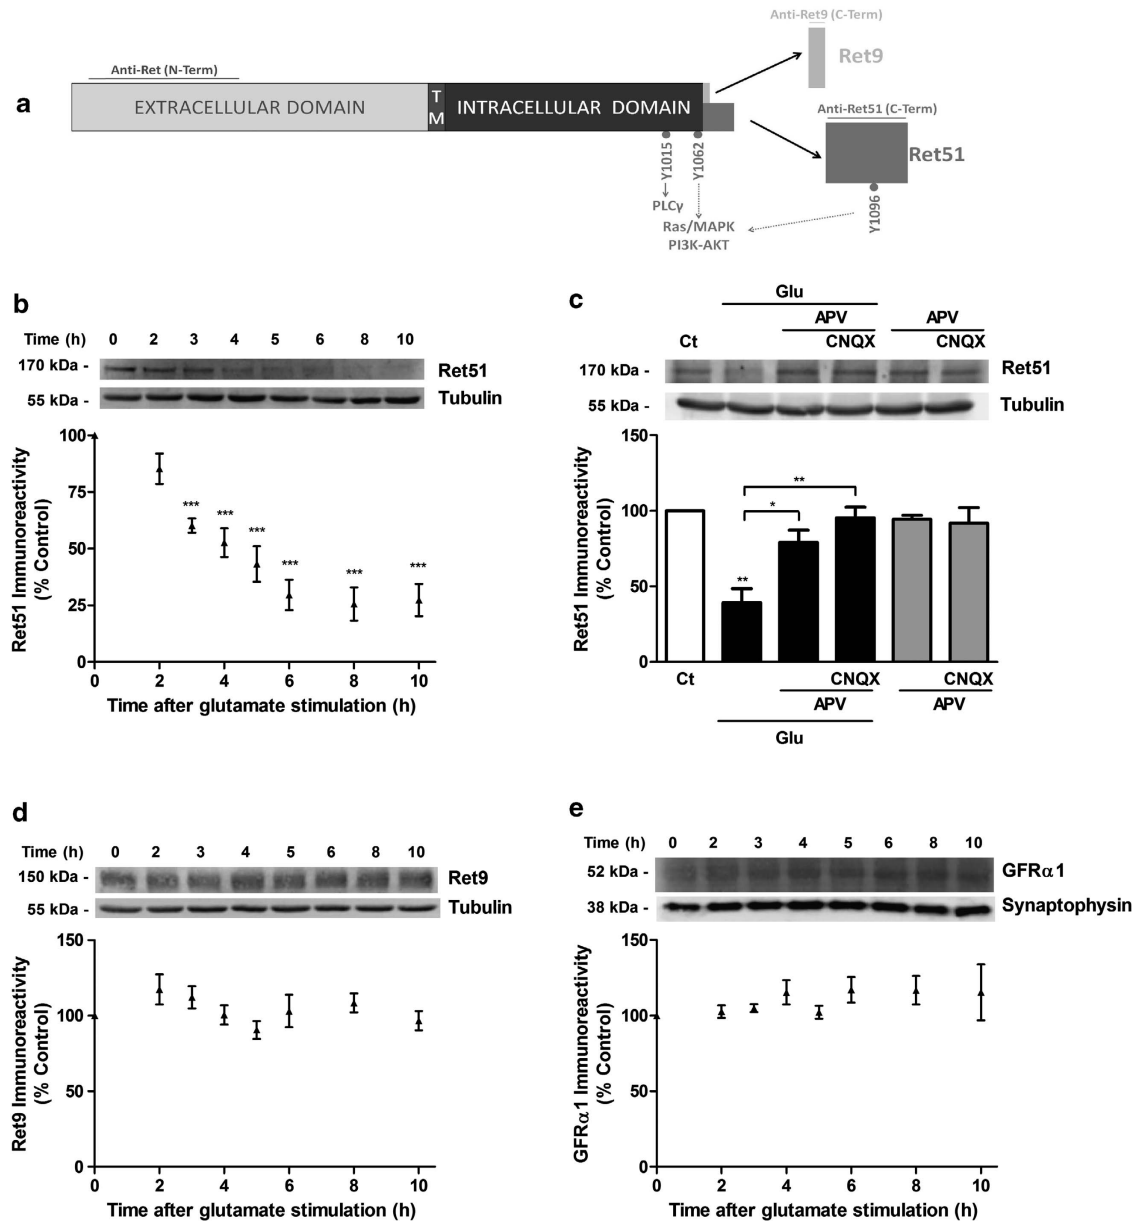 a
Anti-Ret (N-Term)
EXTRACELLULAR DOMAIN
T
M
INTRACELLULAR DOMAIN
Anti-Ret9 (C-Term)
Ret9
Anti-Ret51 (C-Term)
Ret51
Y1015
Y1062
Y1096
PLCγ
Ras/MAPK
PI3K-AKT
b
Time (h) 0 2 3 4 5 6 8 10
170 kDa - Ret51
55 kDa - Tubulin
Ret51 Immunoreactivity
(% Control)
100
75
50
25
0
*** *** *** *** *** ***
0 2 4 6 8 10
Time after glutamate stimulation (h)
c
Glu
APV APV
Ct CNQX CNQX
170 kDa - Ret51
55 kDa - Tubulin
Ret51 Immunoreactivity
(% Control)
150
100
50
0
**
*
**
Ct CNQX CNQX
APV APV
Glu
d
Time (h) 0 2 3 4 5 6 8 10
150 kDa - Ret9
55 kDa - Tubulin
Ret9 Immunoreactivity
(% Control)
150
100
50
0
0 2 4 6 8 10
Time after glutamate stimulation (h)
e
Time (h) 0 2 3 4 5 6 8 10
52 kDa - GFRα1
38 kDa - Synaptophysin
GFRα1 Immunoreactivity
(% Control)
150
100
50
0
0 2 4 6 8 10
Time after glutamate stimulation (h)